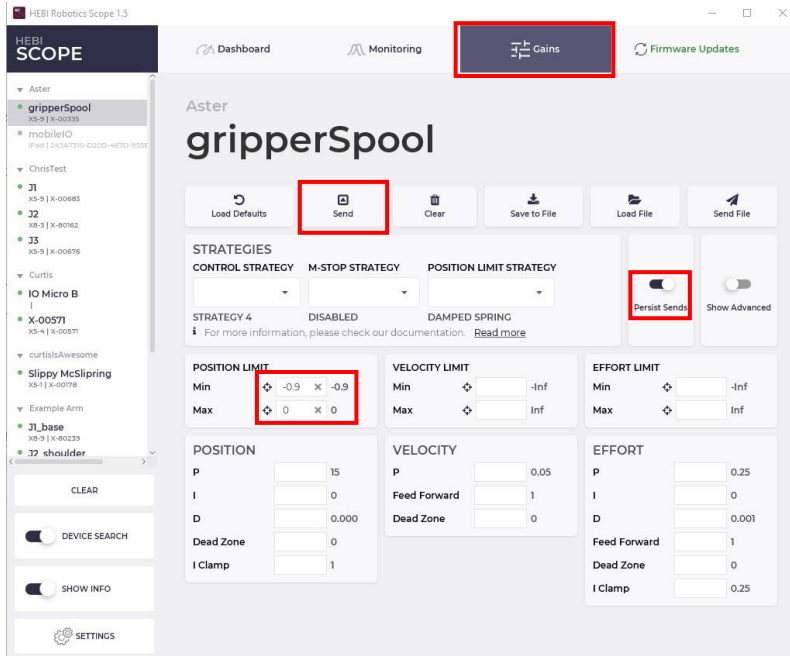 HEBI Robotics Scope 1.5
HEBI
SCOPE
Dashboard
Monitoring
Gains
Firmware Updates
Aster
gripperSpool
X5-9 | X-00335
mobileIO
iPad | 243A7310-D20D-467D-955E
ChrisTest
J1
X5-9 | X-00683
J2
X8-3 | X-80162
J3
X5-9 | X-00676
Curtis
IO Micro B
|
X-00571
X5-4 | X-00571
curtisIsAwesome
Slippy McSlipring
X5-1 | X-00178
Example Arm
J1_base
X8-9 | X-80239
J2_shoulder
CLEAR
DEVICE SEARCH
SHOW INFO
SETTINGS
Aster
gripperSpool
Load Defaults
Send
Clear
Save to File
Load File
Send File
STRATEGIES
CONTROL STRATEGY M-STOP STRATEGY POSITION LIMIT STRATEGY
STRATEGY 4 DISABLED DAMPED SPRING
i For more information, please check our documentation. Read more
Persist Sends
Show Advanced
POSITION LIMIT
Min -0.9 × -0.9
Max 0 × 0
VELOCITY LIMIT
Min -Inf
Max Inf
EFFORT LIMIT
Min -Inf
Max Inf
POSITION
P 15
I 0
D 0.000
Dead Zone 0
I Clamp 1
VELOCITY
P 0.05
Feed Forward 1
Dead Zone 0
EFFORT
P 0.25
I 0
D 0.001
Feed Forward 1
Dead Zone 0
I Clamp 0.25